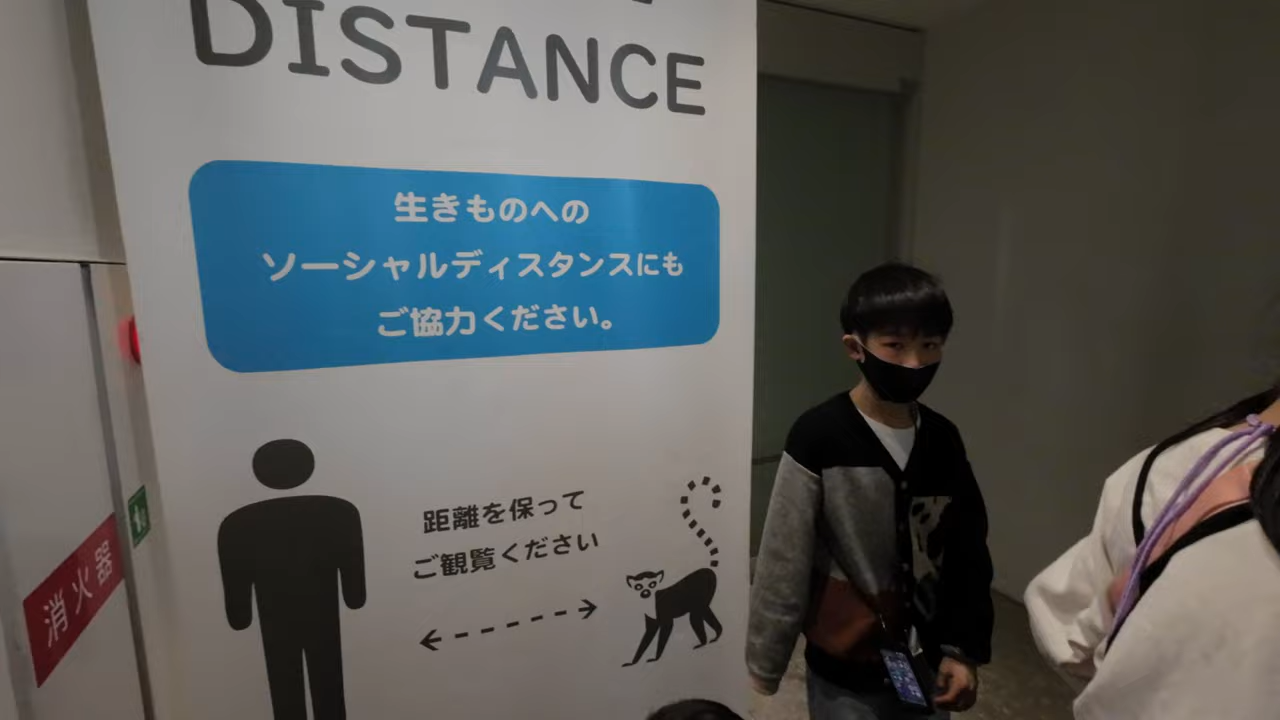 DISTANCE
生きものへの
ソーシャルディスタンスにも
ご協力ください。
距離を保って
ご観覧ください
消火器